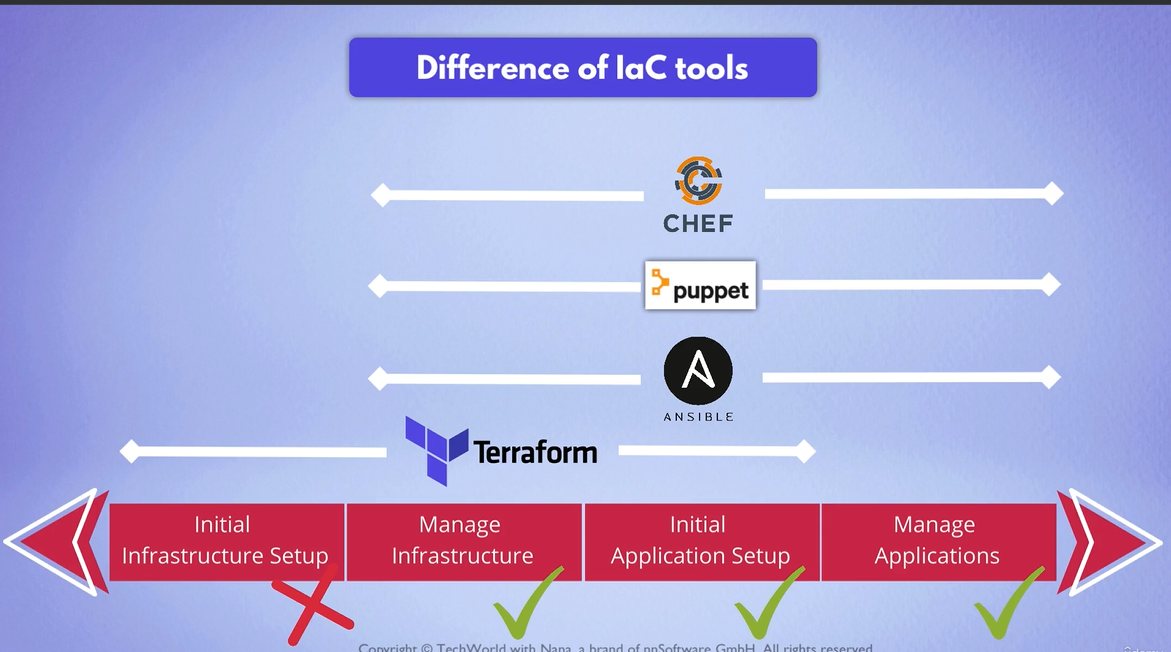 Difference of IaC tools
CHEF
puppet
ANSIBLE
Terraform
Initial
Infrastructure Setup
Manage
Infrastructure
Initial
Application Setup
Manage
Applications
Copyright © TechWorld with Nana, a brand of nnSoftware GmbH. All rights reserved